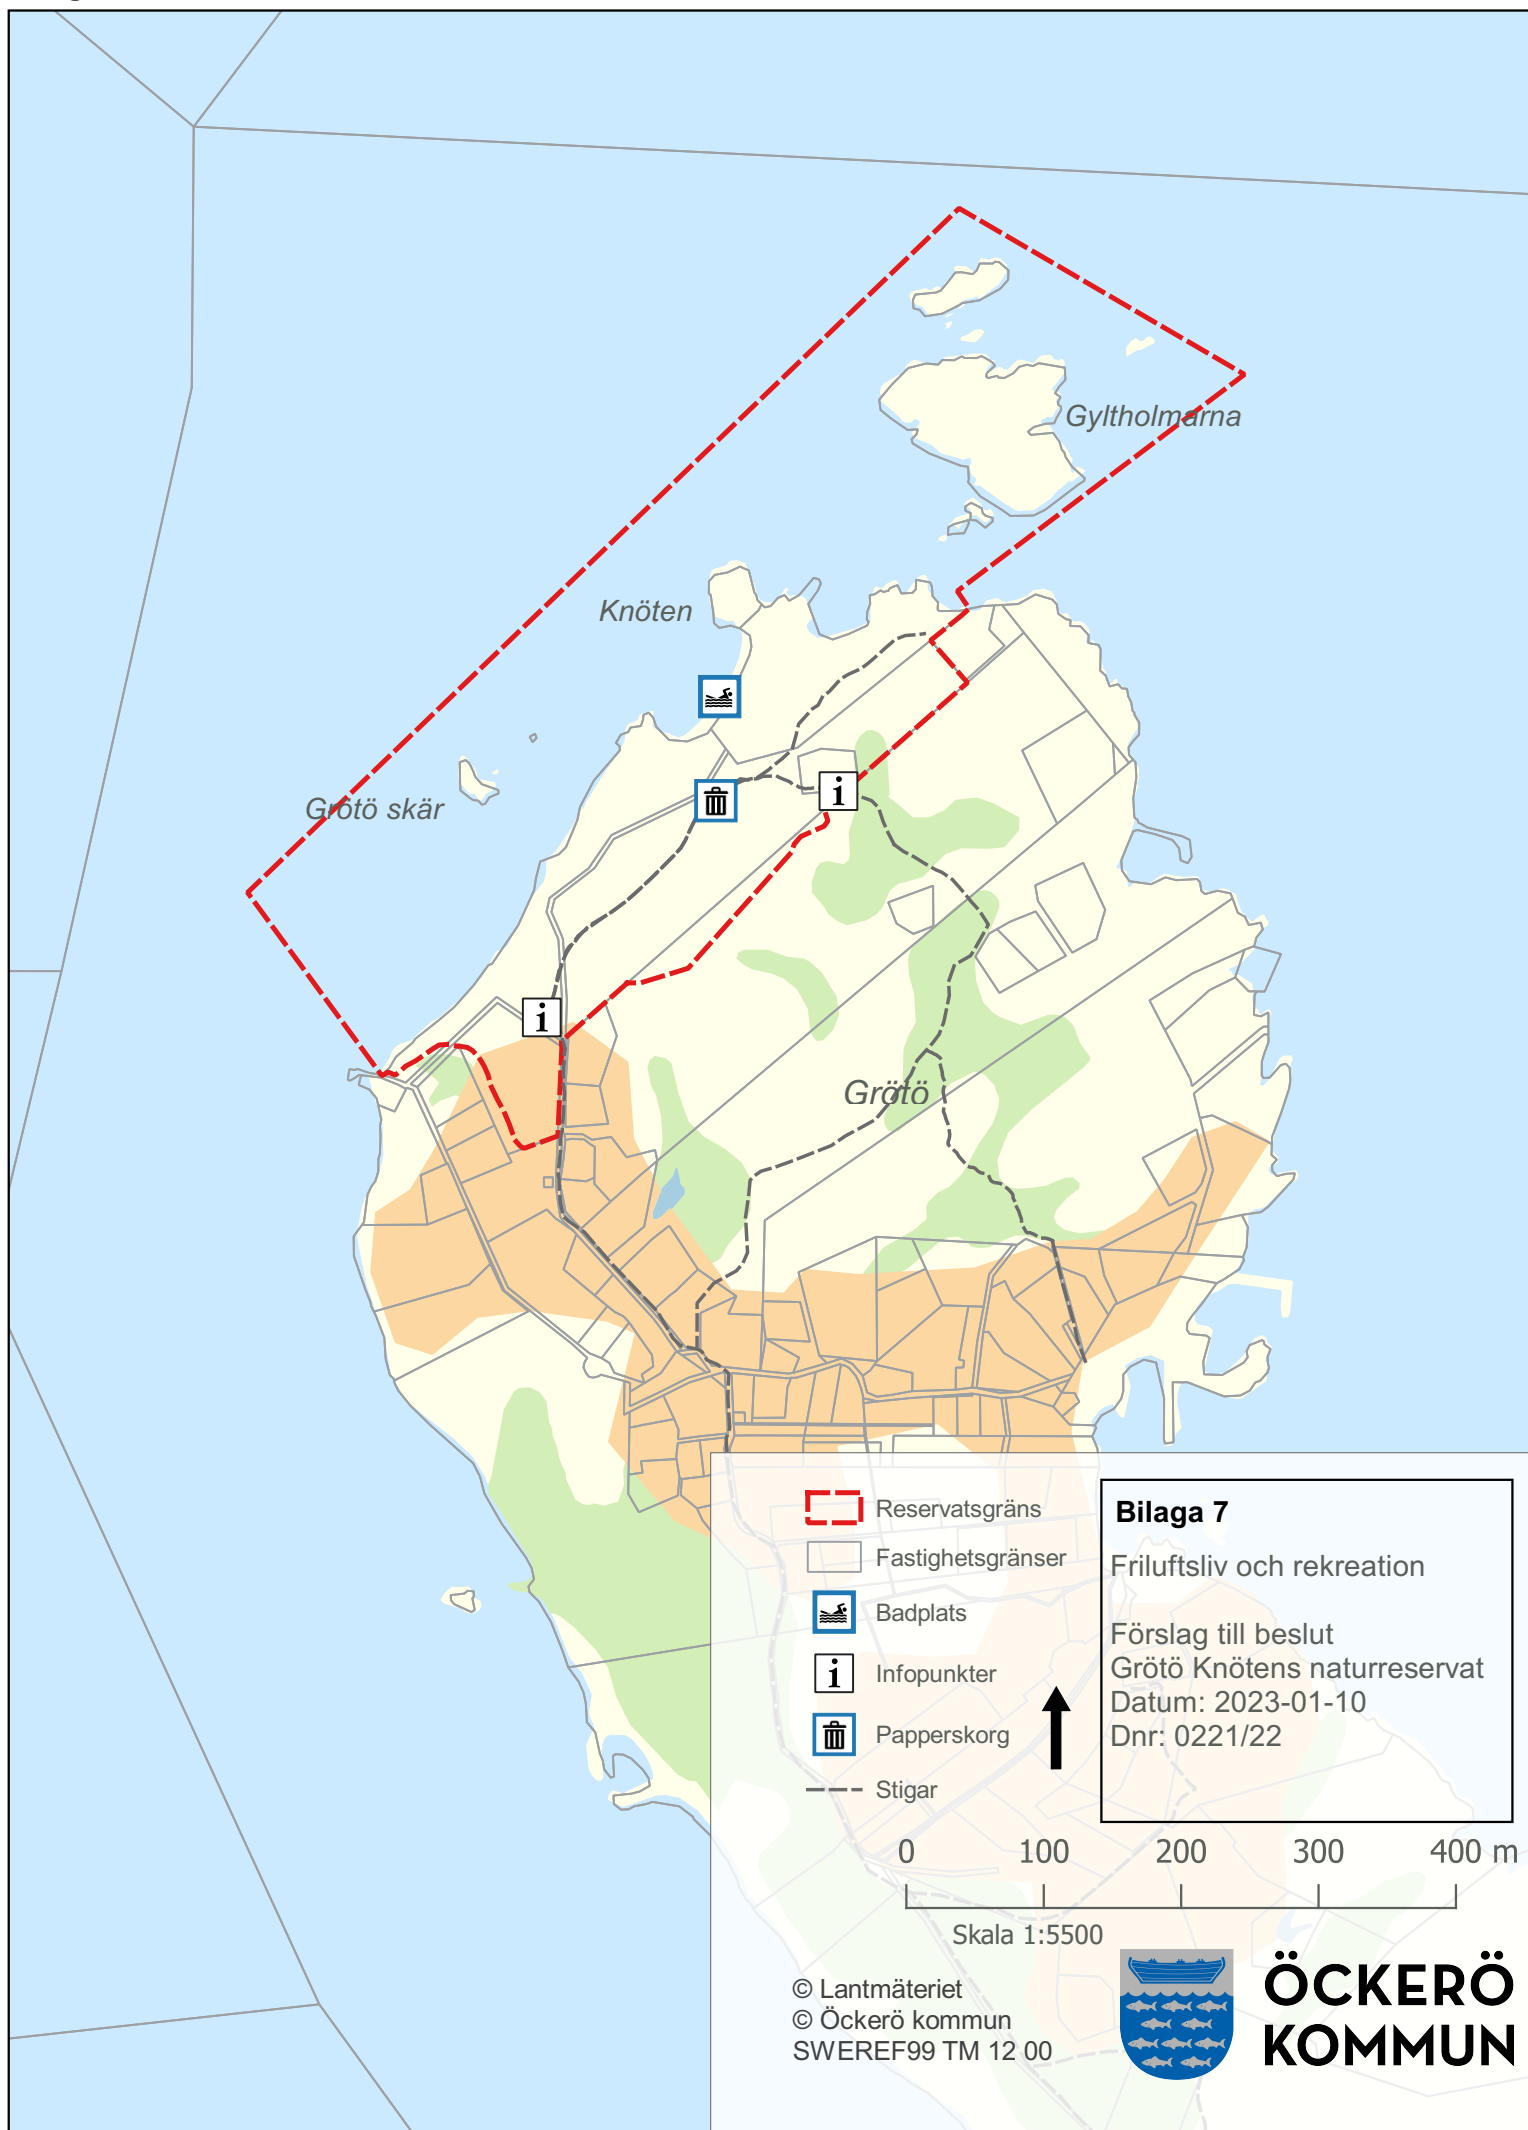 Gyltholmarna
Knöten
Grötö skär
Grötö
Reservatsgräns
Fastighetsgränser
Badplats
Infopunkter
Papperskorg
Stigar
Bilaga 7
Friluftsliv och rekreation
Förslag till beslut
Grötö Knötens naturreservat
Datum: 2023-01-10
Dnr: 0221/22
0 100 200 300 400 m
Skala 1:5500
© Lantmäteriet
© Öckerö kommun
SWEREF99 TM 12 00
ÖCKERÖ
KOMMUN